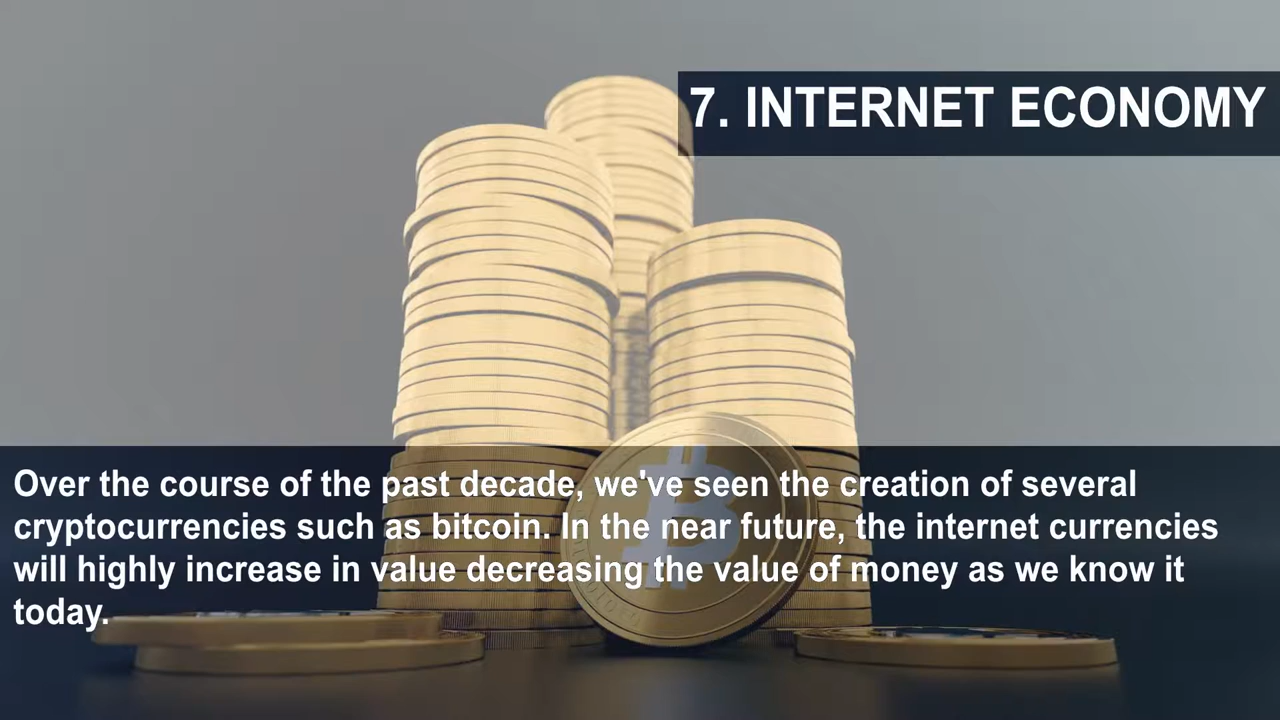 7. INTERNET ECONOMY
Over the course of the past decade, we've seen the creation of several
cryptocurrencies such as bitcoin. In the near future, the internet currencies
will highly increase in value decreasing the value of money as we know it
today.